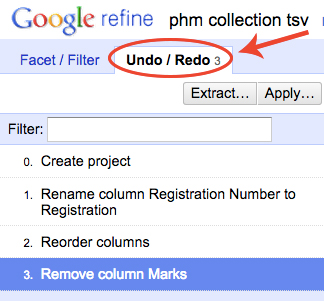 Google refine phm collection tsv
Facet / Filter Undo / Redo 3
Extract... Apply...
Filter:
0. Create project
1. Rename column Registration Number to
Registration
2. Reorder columns
3. Remove column Marks